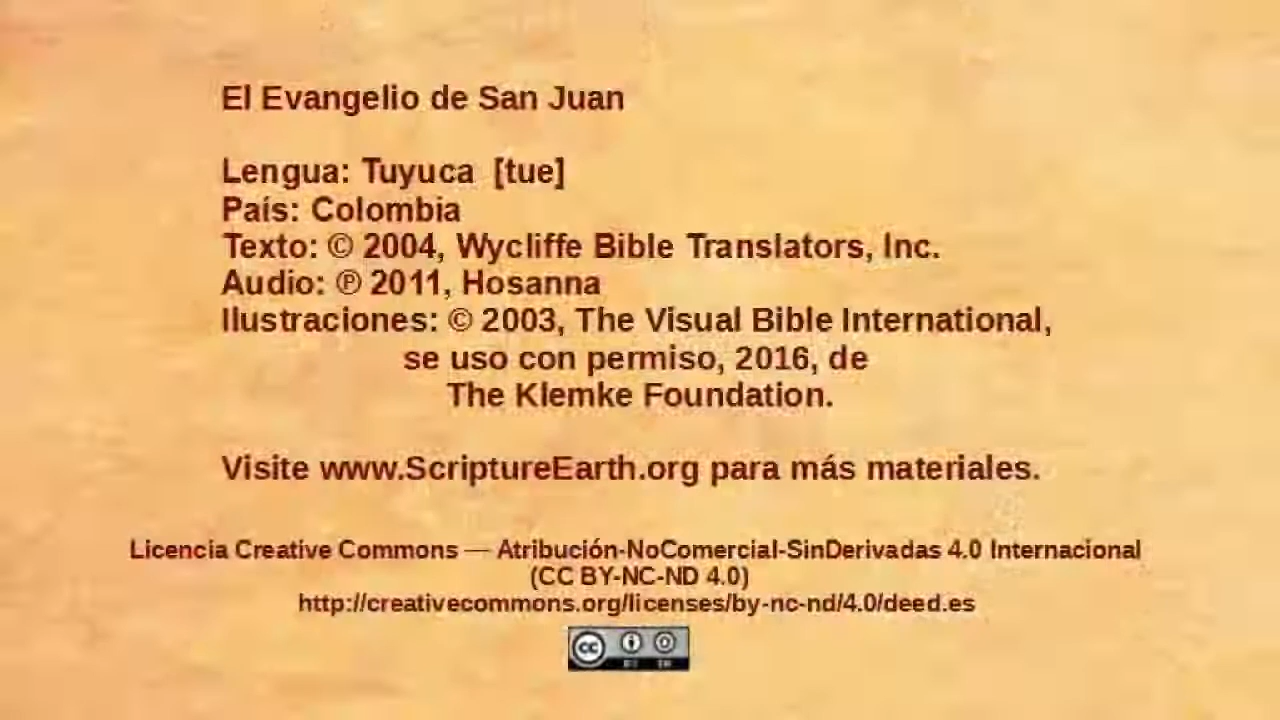 El Evangelio de San Juan
Lengua: Tuyuca [tue]
País: Colombia
Texto: © 2004, Wycliffe Bible Translators, Inc.
Audio: ℗ 2011, Hosanna
Ilustraciones: © 2003, The Visual Bible International,
se uso con permiso, 2016, de
The Klemke Foundation.
Visite www.ScriptureEarth.org para más materiales.
Licencia Creative Commons — Atribución-NoComercial-SinDerivadas 4.0 Internacional
(CC BY-NC-ND 4.0)
http://creativecommons.org/licenses/by-nc-nd/4.0/deed.es
cc